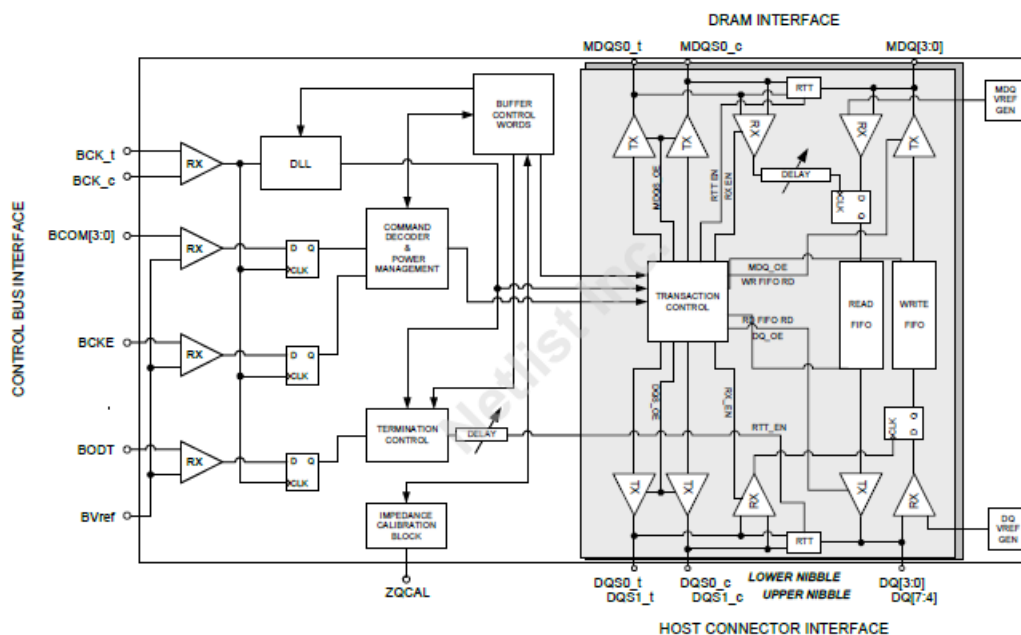 DRAM INTERFACE
MDQS0_t
MDQS0_c
MDQ[3:0]
CONTROL BUS INTERFACE
BCK_t
BCK_c
BCOM[3:0]
BCKE
BODT
BVref
RX
RX
RX
RX
DLL
BUFFER
CONTROL
WORDS
COMMAND
DECODER
&
POWER
MANAGEMENT
D Q
CLK
D Q
CLK
D Q
CLK
TERMINATION
CONTROL
DELAY
IMPEDANCE
CALIBRATION
BLOCK
ZQCAL
RTT
MDQ
VREF
GEN
TX
TX
RX
RX
TX
MDQS_OE
RTT EN
RXEN
DELAY
D Q
CLK
TRANSACTION
CONTROL
MDQ_OE
WR FIFO RD
RD FIFO RD
DQ_OE
READ
FIFO
WRITE
FIFO
DQS_OE
RX_EN
RTT_EN
D Q
CLK
TX
TX
RX
TX
RX
RTT
DQ
VREF
GEN
DQS0_t
DQS1_t
DQS0_c
DQS1_c
LOWER NIBBLE
UPPER NIBBLE
DQ[3:0]
DQ[7:4]
HOST CONNECTOR INTERFACE
Netlist Inc.